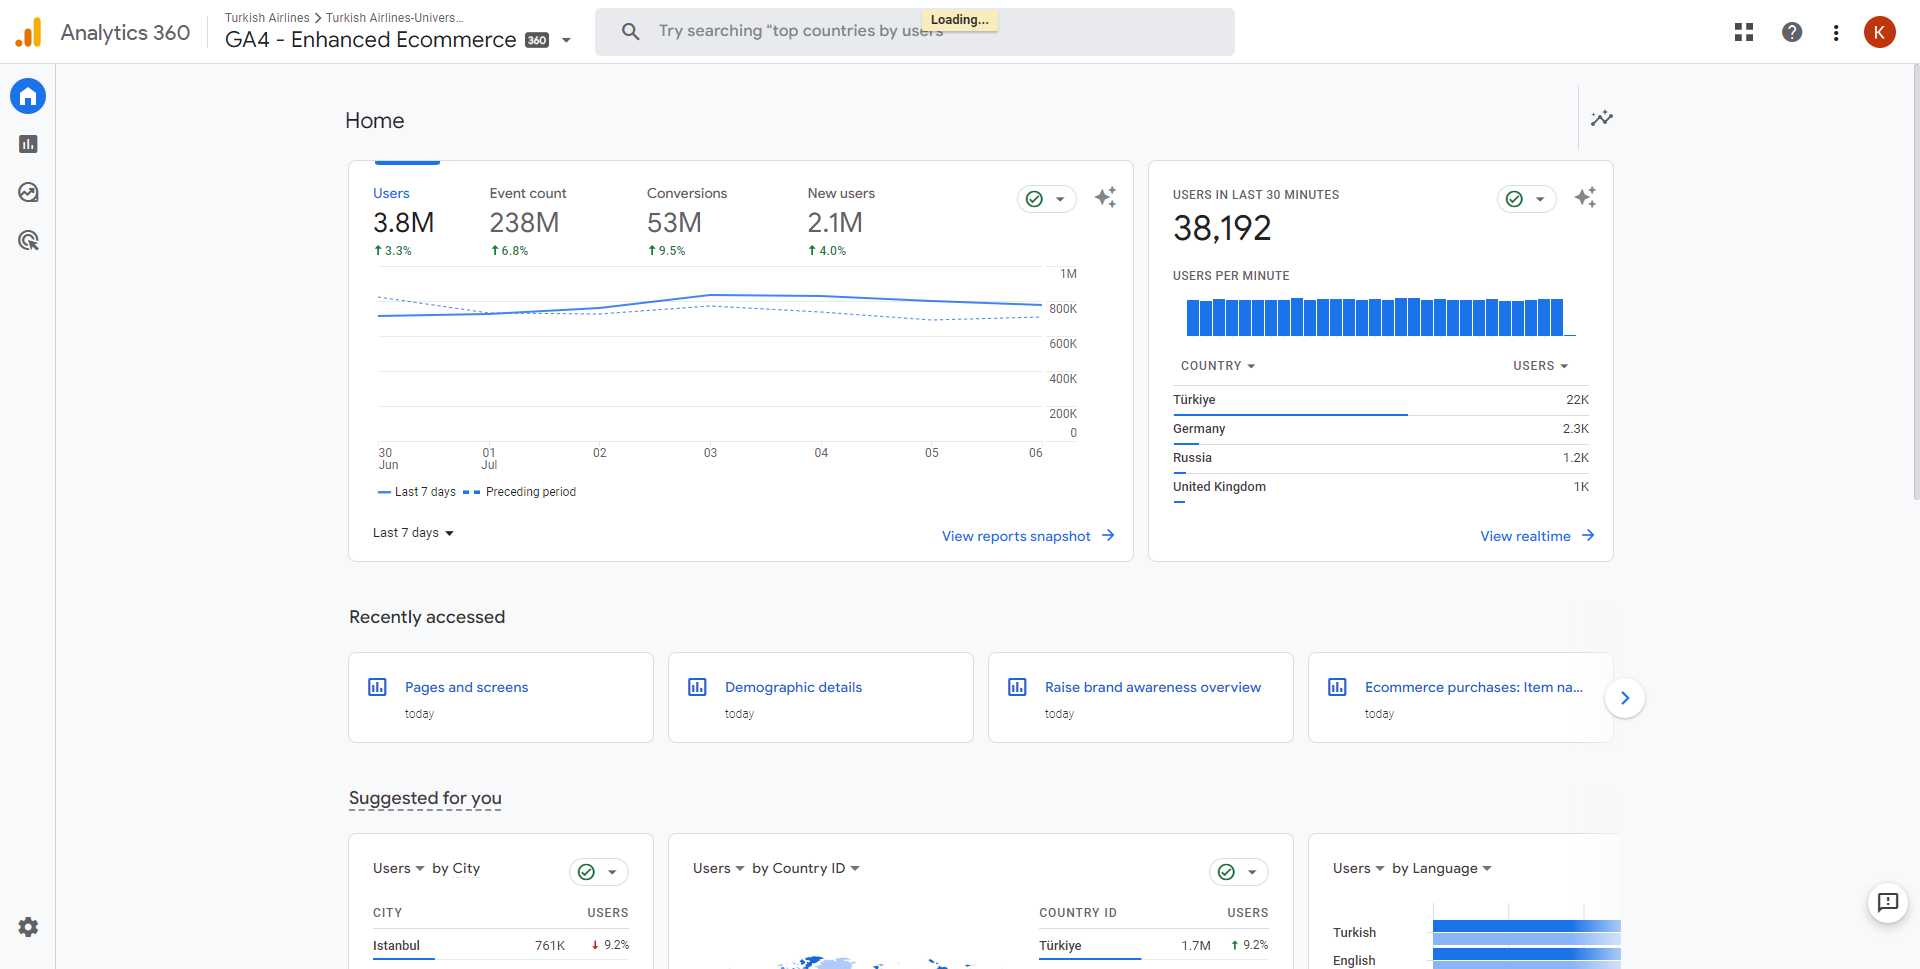 Analytics 360
Turkish Airlines > Turkish Airlines-Univers...
GA4 - Enhanced Ecommerce 360
Try searching "top countries by users"
Loading...
K
Home
Users
3.8M
↑ 3.3%
Event count
238M
↑ 6.8%
Conversions
53M
↑ 9.5%
New users
2.1M
↑ 4.0%
1M
800K
600K
400K
200K
0
30
Jun
01
Jul
02
03
04
05
06
Last 7 days
Preceding period
Last 7 days
View reports snapshot
USERS IN LAST 30 MINUTES
38,192
USERS PER MINUTE
COUNTRY USERS
Türkiye 22K
Germany 2.3K
Russia 1.2K
United Kingdom 1K
View realtime
Recently accessed
Pages and screens
today
Demographic details
today
Raise brand awareness overview
today
Ecommerce purchases: Item na...
today
Suggested for you
Users by City
CITY USERS
Istanbul 761K ↓ 9.2%
Users by Country ID
COUNTRY ID USERS
Türkiye 1.7M ↑ 9.2%
Users by Language
Turkish
English